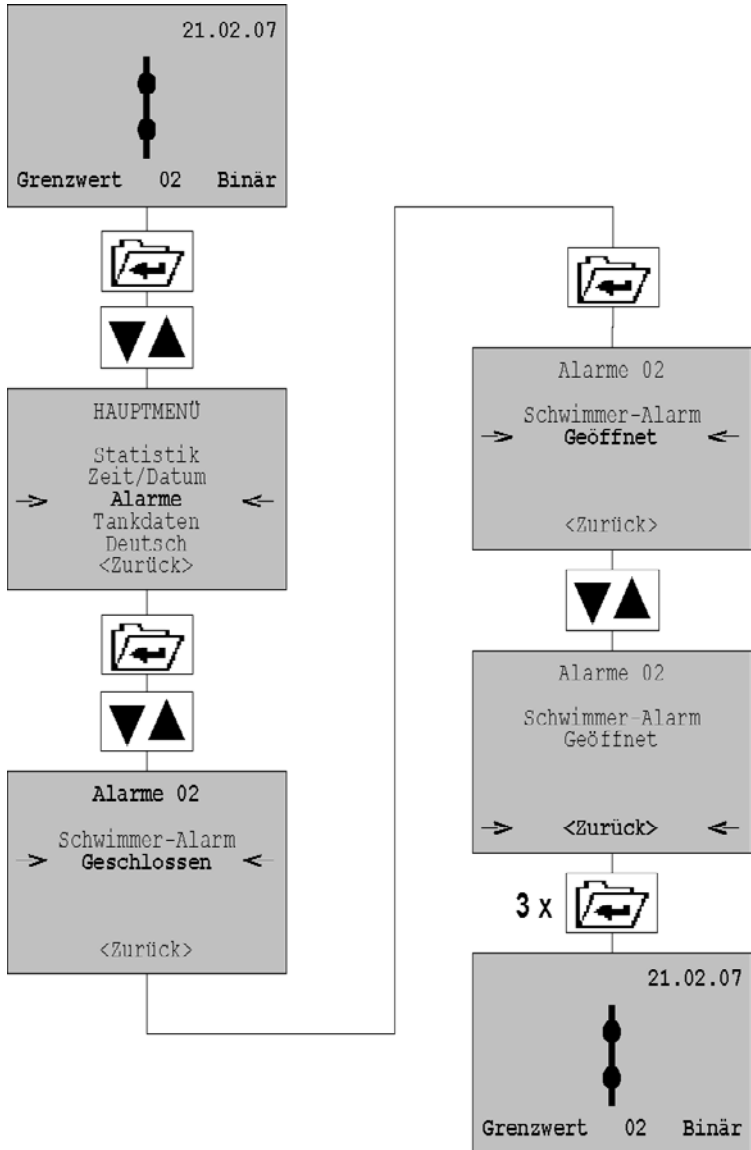 21.02.07
Grenzwert 02 Binär
HAUPTMENÜ
Statistik
Zeit/Datum
Alarme
Tankdaten
Deutsch
<Zurück>
Alarme 02
Schwimmer-Alarm
Geschlossen
<Zurück>
Alarme 02
Schwimmer-Alarm
Geöffnet
<Zurück>
Alarme 02
Schwimmer-Alarm
Geöffnet
<Zurück>
3 x
21.02.07
Grenzwert 02 Binär